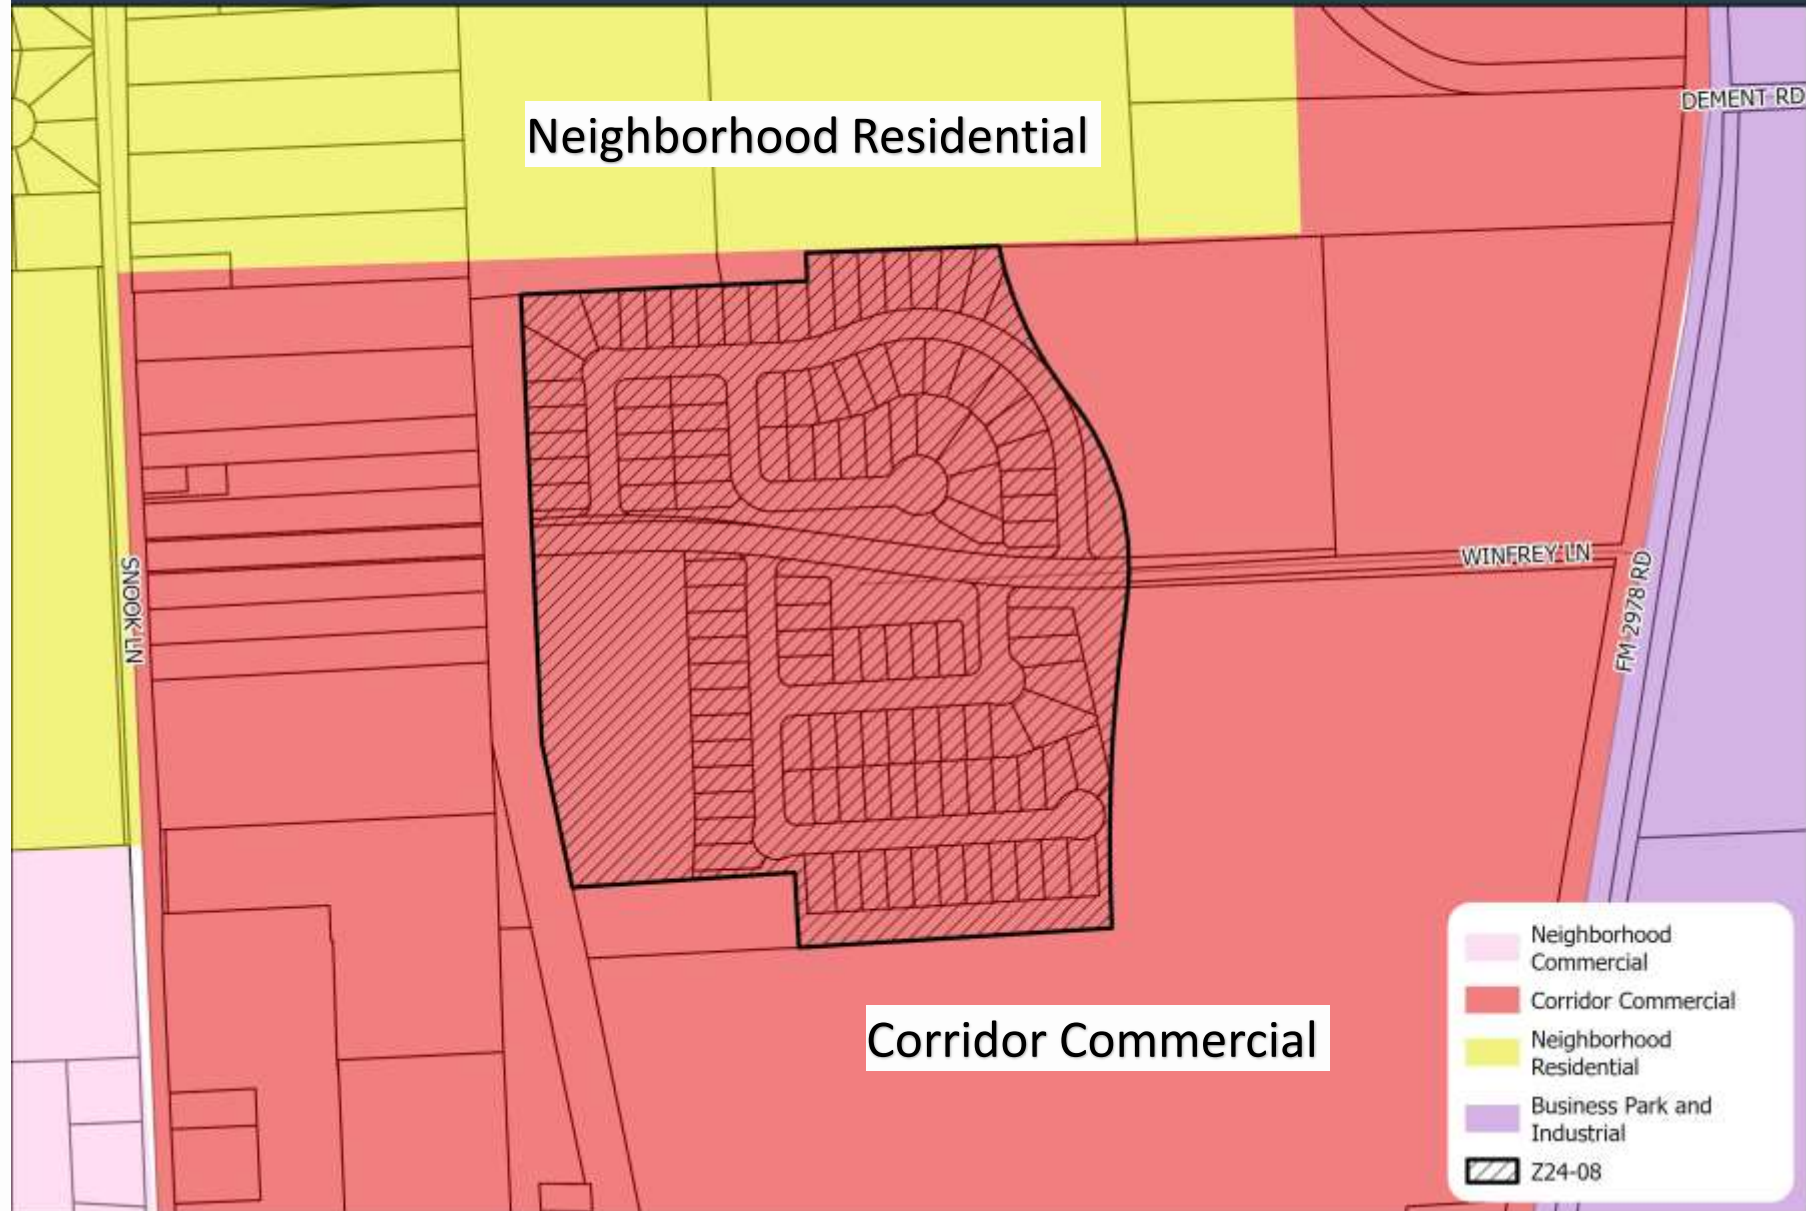 DEMENT RD
Neighborhood Residential
WINFREY LN
SNOOK LN
FM 2978 RD
Corridor Commercial
Neighborhood
Commercial
Corridor Commercial
Neighborhood
Residential
Business Park and
Industrial
Z24-08